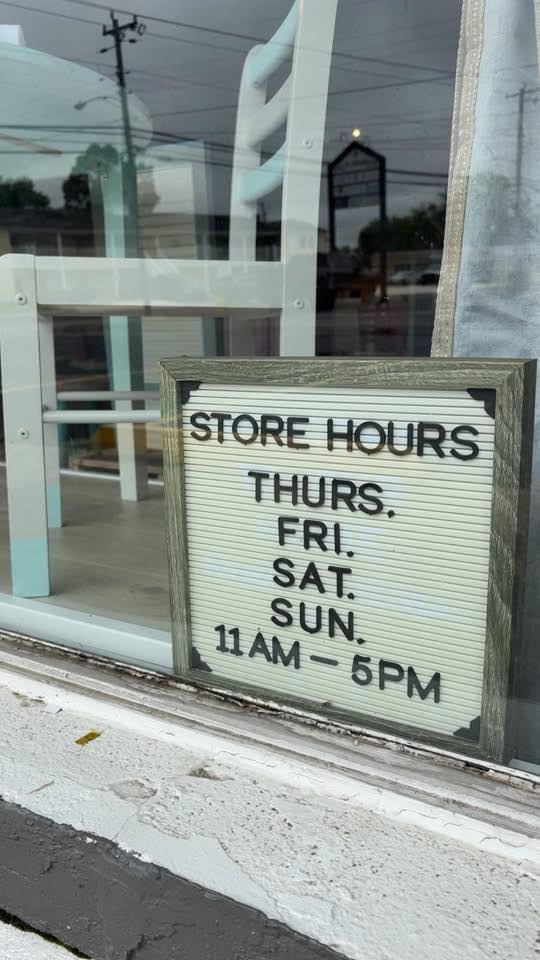 STORE HOURS
THURS.
FRI.
SAT.
SUN.
11AM – 5PM